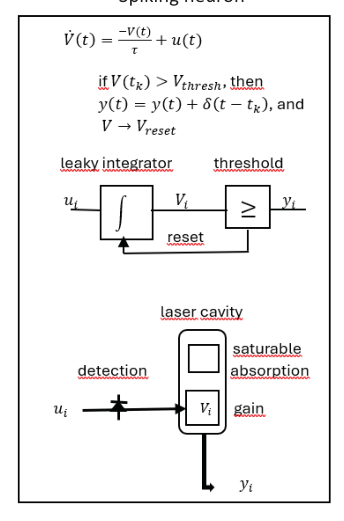 Spiking neuron
V̇(t) = −V(t)/τ + u(t)
if V(t_k) > V_thresh, then
y(t) = y(t) + δ(t − t_k), and
V → V_reset
leaky integrator threshold
u_i ∫ V_i ≥ y_i
reset
laser cavity
saturable
detection absorption
u_i V_i gain
y_i